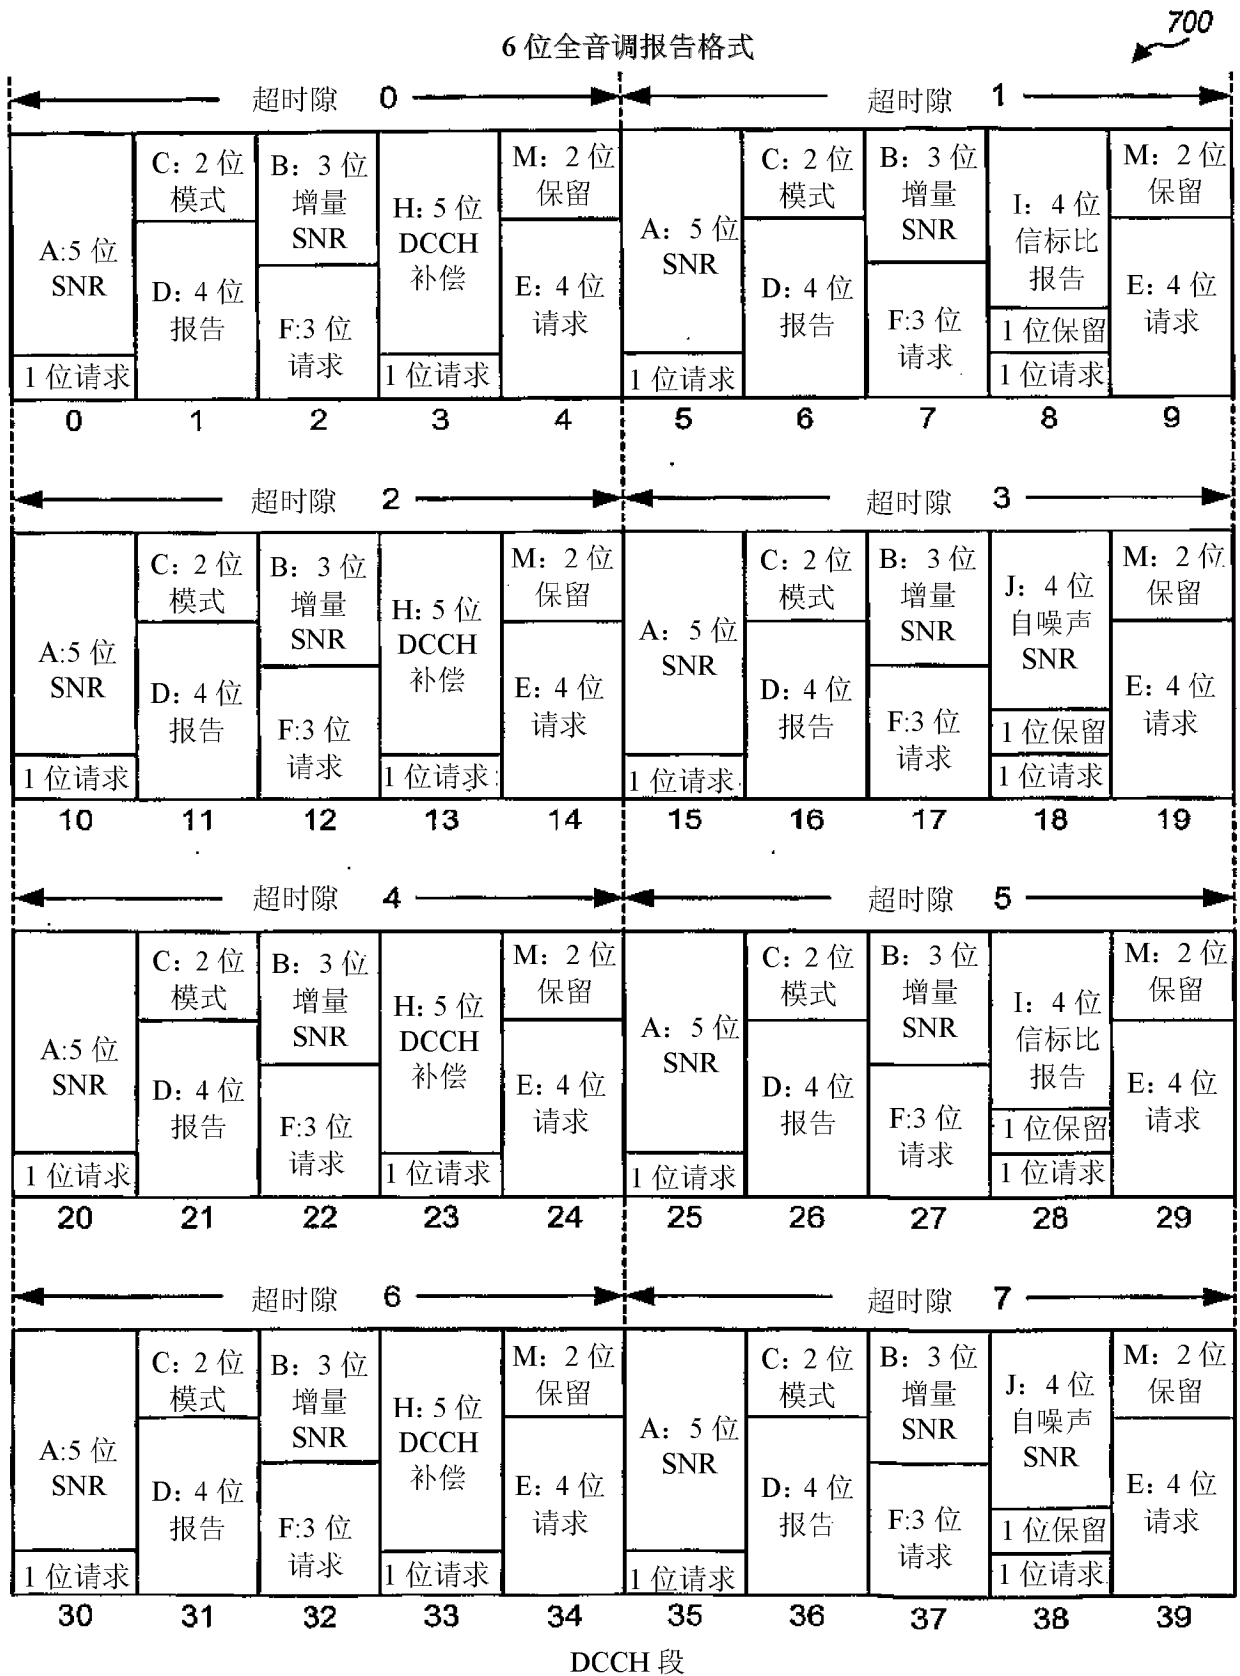 700
6 位全音调报告格式
超时隙 0
超时隙 1
A:5 位
SNR
1 位请求
C: 2 位
模式
D: 4 位
报告
B: 3 位
增量
SNR
F:3 位
请求
H: 5 位
DCCH
补偿
1 位请求
M: 2 位
保留
E: 4 位
请求
A: 5 位
SNR
1 位请求
C: 2 位
模式
D: 4 位
报告
B: 3 位
增量
SNR
F:3 位
请求
I: 4 位
信标比
报告
1 位保留
1 位请求
M: 2 位
保留
E: 4 位
请求
0 1 2 3 4 5 6 7 8 9
超时隙 2
超时隙 3
A:5 位
SNR
1 位请求
C: 2 位
模式
D: 4 位
报告
B: 3 位
增量
SNR
F:3 位
请求
H: 5 位
DCCH
补偿
1 位请求
M: 2 位
保留
E: 4 位
请求
A: 5 位
SNR
1 位请求
C: 2 位
模式
D: 4 位
报告
B: 3 位
增量
SNR
F:3 位
请求
J: 4 位
自噪声
SNR
1 位保留
1 位请求
M: 2 位
保留
E: 4 位
请求
10 11 12 13 14 15 16 17 18 19
超时隙 4
超时隙 5
A:5 位
SNR
1 位请求
C: 2 位
模式
D: 4 位
报告
B: 3 位
增量
SNR
F:3 位
请求
H: 5 位
DCCH
补偿
1 位请求
M: 2 位
保留
E: 4 位
请求
A: 5 位
SNR
1 位请求
C: 2 位
模式
D: 4 位
报告
B: 3 位
增量
SNR
F:3 位
请求
I: 4 位
信标比
报告
1 位保留
1 位请求
M: 2 位
保留
E: 4 位
请求
20 21 22 23 24 25 26 27 28 29
超时隙 6
超时隙 7
A:5 位
SNR
1 位请求
C: 2 位
模式
D: 4 位
报告
B: 3 位
增量
SNR
F:3 位
请求
H: 5 位
DCCH
补偿
1 位请求
M: 2 位
保留
E: 4 位
请求
A: 5 位
SNR
1 位请求
C: 2 位
模式
D: 4 位
报告
B: 3 位
增量
SNR
F:3 位
请求
J: 4 位
自噪声
SNR
1 位保留
1 位请求
M: 2 位
保留
E: 4 位
请求
30 31 32 33 34 35 36 37 38 39
DCCH 段